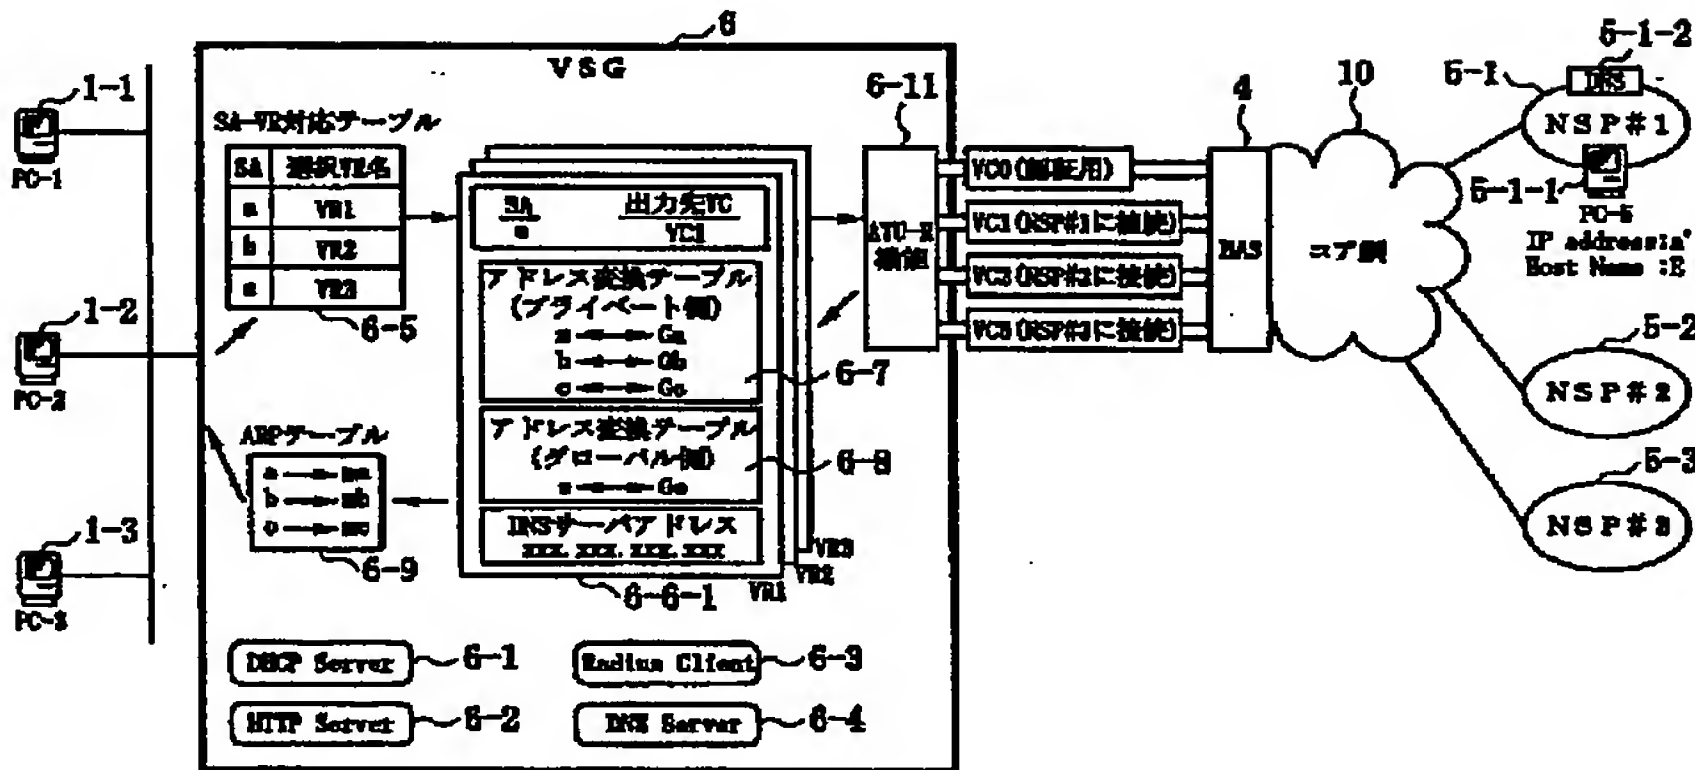 6
VSG
1-1
PC-1
1-2
PC-2
1-3
PC-3
SA-VR対応テーブル
SA 選択VR名
a VR1
b VR2
VR3
6-5
ARPテーブル
a ma
b mb
c mc
6-9
SA 出力先VC
a VC1
アドレス変換テーブル
(プライベート側)
a Ga
b Gb
c Gc
6-7
アドレス変換テーブル
(グローバル側)
6-8
DNSサーバアドレス
xxx.xxx.xxx.xxx
6-6-1
VR1
VR2
VR3
DHCP Server
6-1
HTTP Server
6-2
Radius Client
6-3
DNS Server
6-4
6-11
ATU-R
機能
VC0(認証用)
VC1(NSP#1に接続)
(NSP#2に接続)
(NSP#3に接続)
4
BAS
10
コア網
5-1
5-1-2
DNS
NSP#1
5-1-1
PC-5
IP address:a'
Host Name :E
5-2
NSP#2
5-3
NSP#3